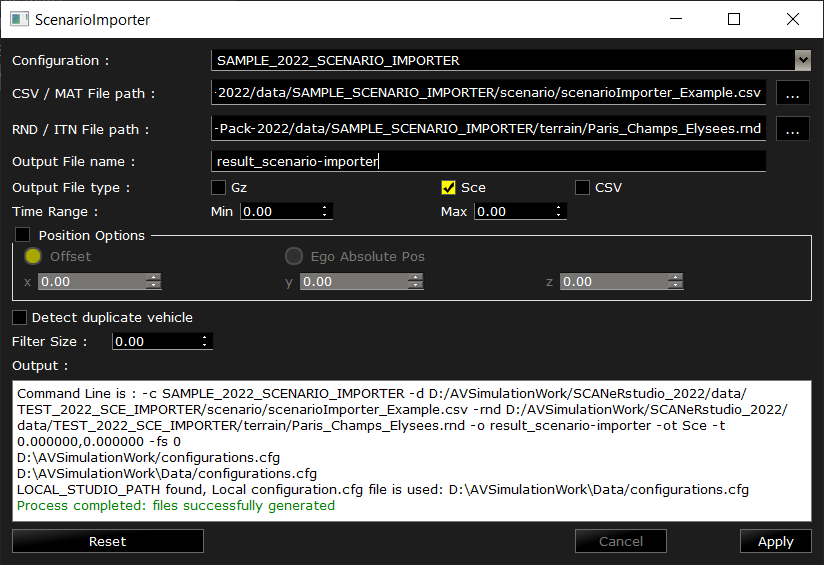 ScenarioImporter
Configuration : SAMPLE_2022_SCENARIO_IMPORTER
CSV / MAT File path : -2022/data/SAMPLE_SCENARIO_IMPORTER/scenario/scenarioImporter_Example.csv ...
RND / ITN File path : -Pack-2022/data/SAMPLE_SCENARIO_IMPORTER/terrain/Paris_Champs_Elysees.rnd ...
Output File name : result_scenario-importer
Output File type : Gz Sce CSV
Time Range : Min 0.00 Max 0.00
Position Options
Offset Ego Absolute Pos
x 0.00 y 0.00 z 0.00
Detect duplicate vehicle
Filter Size : 0.00
Output :
Command Line is : -c SAMPLE_2022_SCENARIO_IMPORTER -d D:/AVSimulationWork/SCANeRstudio_2022/data/
TEST_2022_SCE_IMPORTER/scenario/scenarioImporter_Example.csv -rnd D:/AVSimulationWork/SCANeRstudio_2022/
data/TEST_2022_SCE_IMPORTER/terrain/Paris_Champs_Elysees.rnd -o result_scenario-importer -ot Sce -t
0.000000,0.000000 -fs 0
D:\AVSimulationWork/configurations.cfg
D:\AVSimulationWork\Data/configurations.cfg
LOCAL_STUDIO_PATH found, Local configuration.cfg file is used: D:\AVSimulationWork\Data/configurations.cfg
Process completed: files successfully generated
Reset Cancel Apply